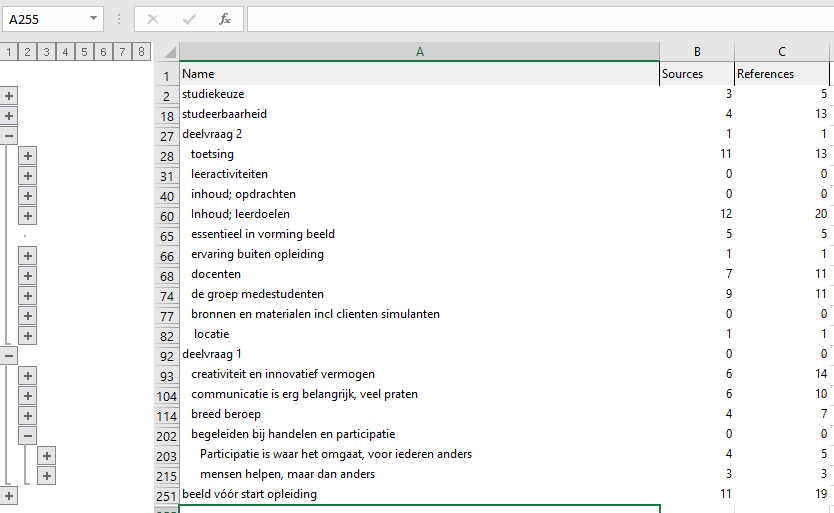 A255 fx
1 2 3 4 5 6 7 8 A B C
1 Name Sources References
2 studiekeuze 3 5
18 studeerbaarheid 4 13
27 deelvraag 2 1 1
28 toetsing 11 13
31 leeractiviteiten 0 0
40 inhoud; opdrachten 0 0
60 Inhoud; leerdoelen 12 20
65 essentieel in vorming beeld 5 5
66 ervaring buiten opleiding 1 1
68 docenten 7 11
74 de groep medestudenten 9 11
77 bronnen en materialen incl clienten simulanten 0 0
82 locatie 1 1
92 deelvraag 1 0 0
93 creativiteit en innovatief vermogen 6 14
104 communicatie is erg belangrijk, veel praten 6 10
114 breed beroep 4 7
202 begeleiden bij handelen en participatie 0 0
203 Participatie is waar het omgaat, voor iederen anders 4 5
215 mensen helpen, maar dan anders 3 3
251 beeld vóór start opleiding 11 19